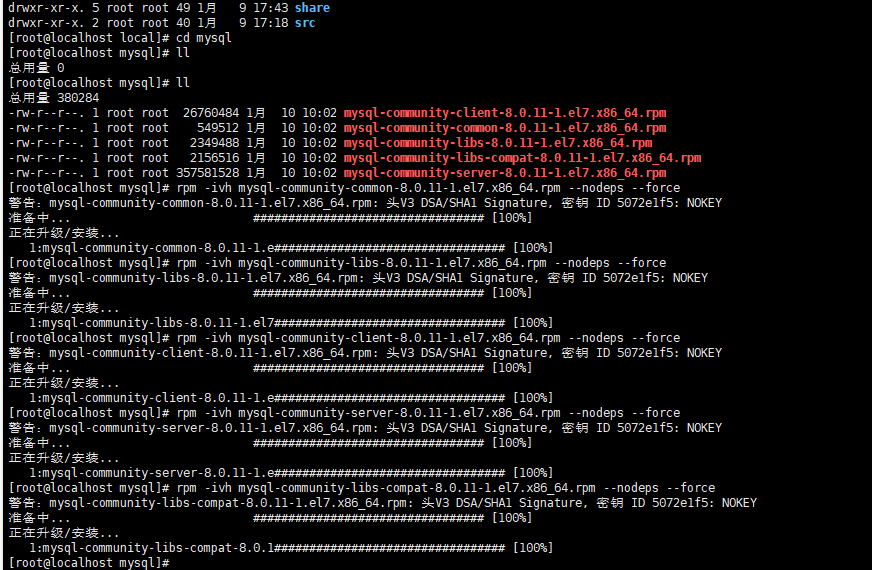 drwxr-xr-x. 5 root root 49 1月   9 17:43 share
drwxr-xr-x. 2 root root 40 1月   9 17:18 src
[root@localhost local]# cd mysql
[root@localhost mysql]# ll
总用量 0
[root@localhost mysql]# ll
总用量 380284
-rw-r--r--. 1 root root  26760484 1月  10 10:02 mysql-community-client-8.0.11-1.el7.x86_64.rpm
-rw-r--r--. 1 root root    549512 1月  10 10:02 mysql-community-common-8.0.11-1.el7.x86_64.rpm
-rw-r--r--. 1 root root   2349488 1月  10 10:02 mysql-community-libs-8.0.11-1.el7.x86_64.rpm
-rw-r--r--. 1 root root   2156516 1月  10 10:02 mysql-community-libs-compat-8.0.11-1.el7.x86_64.rpm
-rw-r--r--. 1 root root 357581528 1月  10 10:02 mysql-community-server-8.0.11-1.el7.x86_64.rpm
[root@localhost mysql]# rpm -ivh mysql-community-common-8.0.11-1.el7.x86_64.rpm --nodeps --force
警告：mysql-community-common-8.0.11-1.el7.x86_64.rpm: 头V3 DSA/SHA1 Signature, 密钥 ID 5072e1f5: NOKEY
准备中...                          ################################# [100%]
正在升级/安装...
   1:mysql-community-common-8.0.11-1.e################################# [100%]
[root@localhost mysql]# rpm -ivh mysql-community-libs-8.0.11-1.el7.x86_64.rpm --nodeps --force
警告：mysql-community-libs-8.0.11-1.el7.x86_64.rpm: 头V3 DSA/SHA1 Signature, 密钥 ID 5072e1f5: NOKEY
准备中...                          ################################# [100%]
正在升级/安装...
   1:mysql-community-libs-8.0.11-1.el7################################# [100%]
[root@localhost mysql]# rpm -ivh mysql-community-client-8.0.11-1.el7.x86_64.rpm --nodeps --force
警告：mysql-community-client-8.0.11-1.el7.x86_64.rpm: 头V3 DSA/SHA1 Signature, 密钥 ID 5072e1f5: NOKEY
准备中...                          ################################# [100%]
正在升级/安装...
   1:mysql-community-client-8.0.11-1.e################################# [100%]
[root@localhost mysql]# rpm -ivh mysql-community-server-8.0.11-1.el7.x86_64.rpm --nodeps --force
警告：mysql-community-server-8.0.11-1.el7.x86_64.rpm: 头V3 DSA/SHA1 Signature, 密钥 ID 5072e1f5: NOKEY
准备中...                          ################################# [100%]
正在升级/安装...
   1:mysql-community-server-8.0.11-1.e################################# [100%]
[root@localhost mysql]# rpm -ivh mysql-community-libs-compat-8.0.11-1.el7.x86_64.rpm --nodeps --force
警告：mysql-community-libs-compat-8.0.11-1.el7.x86_64.rpm: 头V3 DSA/SHA1 Signature, 密钥 ID 5072e1f5: NOKEY
准备中...                          ################################# [100%]
正在升级/安装...
   1:mysql-community-libs-compat-8.0.1################################# [100%]
[root@localhost mysql]#